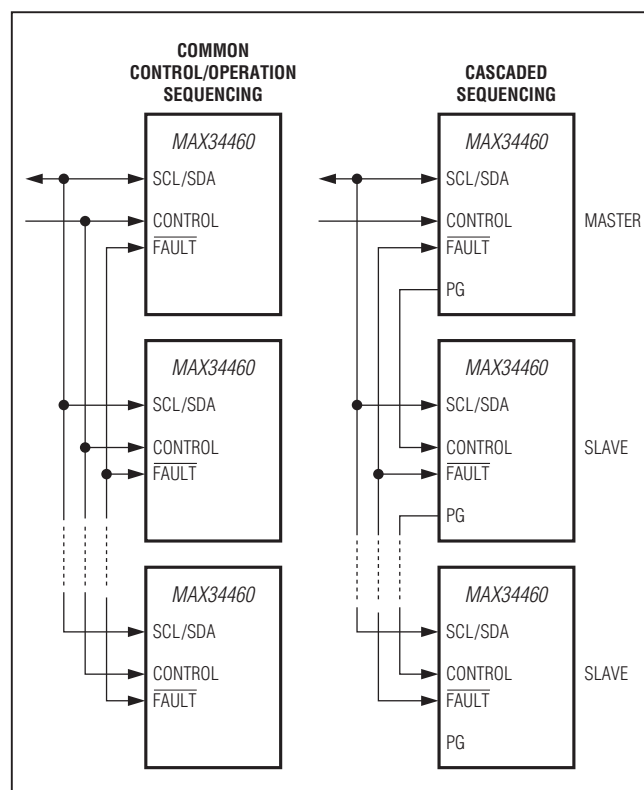 COMMON
CONTROL/OPERATION
SEQUENCING
MAX34460
SCL/SDA
CONTROL
FAULT
MAX34460
SCL/SDA
CONTROL
FAULT
MAX34460
SCL/SDA
CONTROL
FAULT
CASCADED
SEQUENCING
MAX34460
SCL/SDA
CONTROL
MASTER
FAULT
PG
MAX34460
SCL/SDA
CONTROL
SLAVE
FAULT
PG
MAX34460
SCL/SDA
CONTROL
SLAVE
FAULT
PG